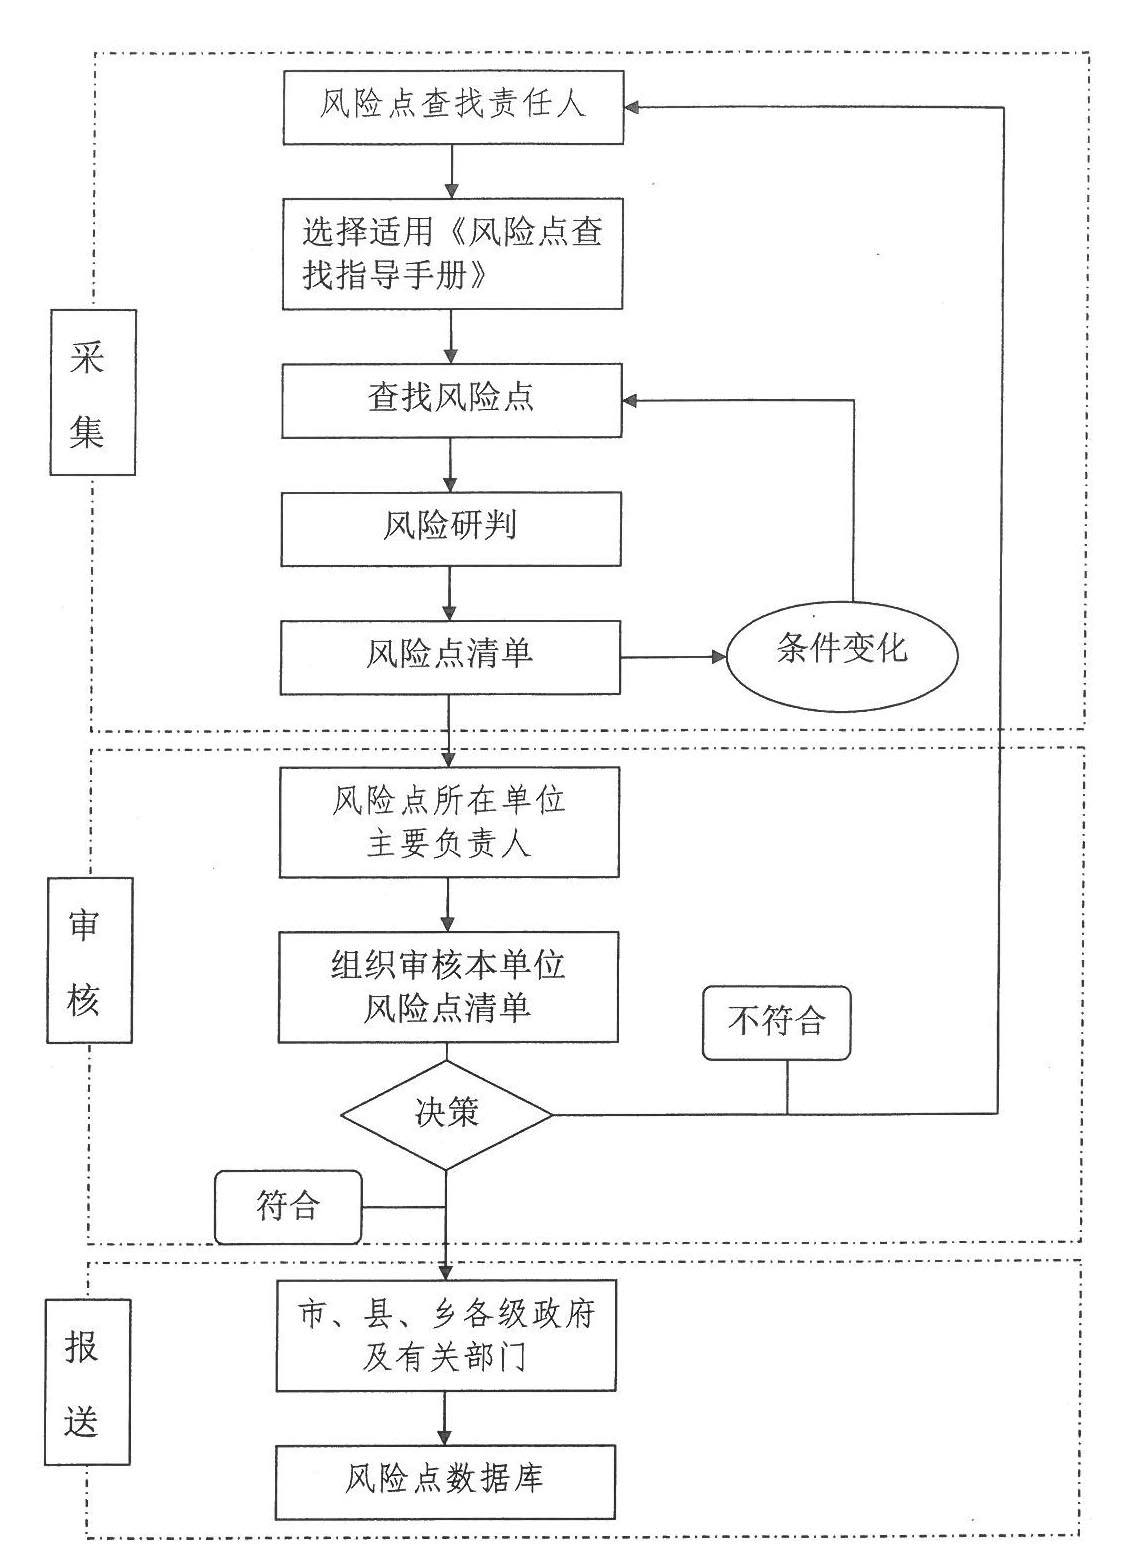 风险点查找责任人
选择适用《风险点查
找指导手册》
采
集
查找风险点
风险研判
风险点清单
条件变化
风险点所在单位
主要负责人
审
核
组织审核本单位
风险点清单
不符合
决策
符合
市、县、乡各级政府
及有关部门
报
送
风险点数据库